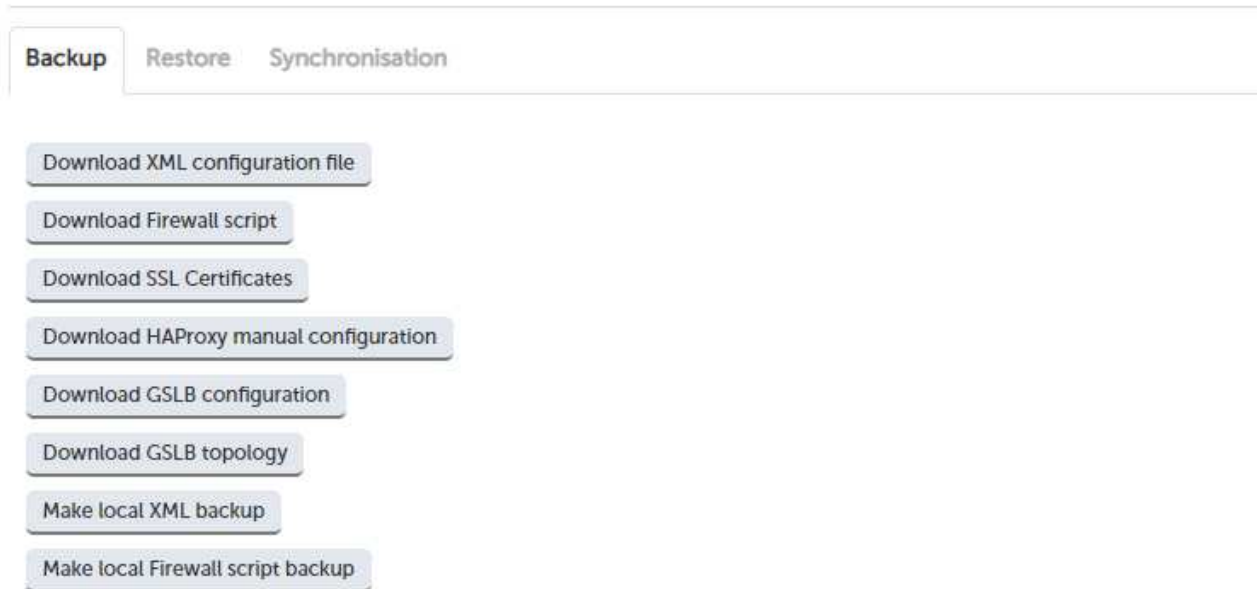 Backup Restore Synchronisation
Download XML configuration file
Download Firewall script
Download SSL Certificates
Download HAProxy manual configuration
Download GSLB configuration
Download GSLB topology
Make local XML backup
Make local Firewall script backup